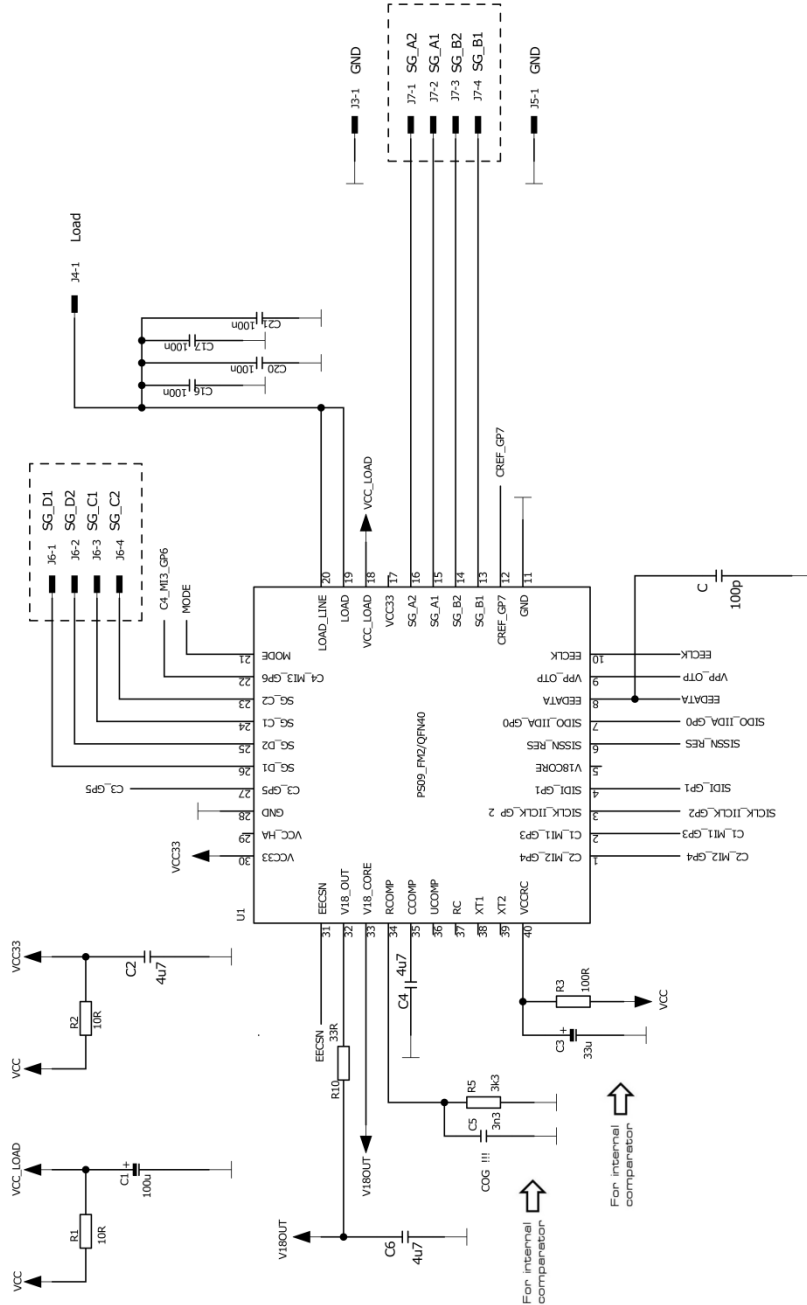 VCC
R1
10R
VCC_LOAD
C1
+
100u
VCC
R2
10R
VCC33
C2
4u7
V18OUT
C6
4u7
R10
33R
EECSN
V18OUT
C4
4u7
C5
3n3
COG !!!
R5
3k3
For internal
comparator
C3
+
33u
R3
100R
VCC
For internal
comparator
J6-1 SG_D1
J6-2 SG_D2
J6-3 SG_C1
J6-4 SG_C2
C4_MI3_GP6
MODE
C3_GP5
VCC33
J4-1 Load
C16
100n
C20
100n
C17
100n
C21
100n
VCC_LOAD
J3-1 GND
J7-1 SG_A2
J7-2 SG_A1
J7-3 SG_B2
J7-4 SG_B1
J5-1 GND
CREF_GP7
C
100p
U1
PS09_FM2/QFN40
30 VCC33
29 VCC_HA
28 GND
27 C3_GP5
26 SG_D1
25 SG_D2
24 SG_C1
23 SG_C2
22 C4_MI3_GP6
21 MODE
31 EECSN
32 V18_OUT
33 V18_CORE
34 RCOMP
35 CCOMP
36 UCOMP
37 RC
38 XT1
39 XT2
40 VCCRC
LOAD_LINE 20
LOAD 19
VCC_LOAD 18
VCC33 17
SG_A2 16
SG_A1 15
SG_B2 14
SG_B1 13
CREF_GP7 12
GND 11
C2_MI2_GP4 1
C1_MI1_GP3 2
SICLK_IICLK_GP_2 3
SIDI_GP1 4
V18CORE 5
SISSN_RES 6
SIDO_IIDA_GP0 7
EEDATA 8
VPP_OTP 9
EECLK 10
C2_MI2_GP4
C1_MI1_GP3
SICLK_IICLK_GP2
SIDI_GP1
SISSN_RES
SIDO_IIDA_GP0
EEDATA
VPP_OTP
EECLK